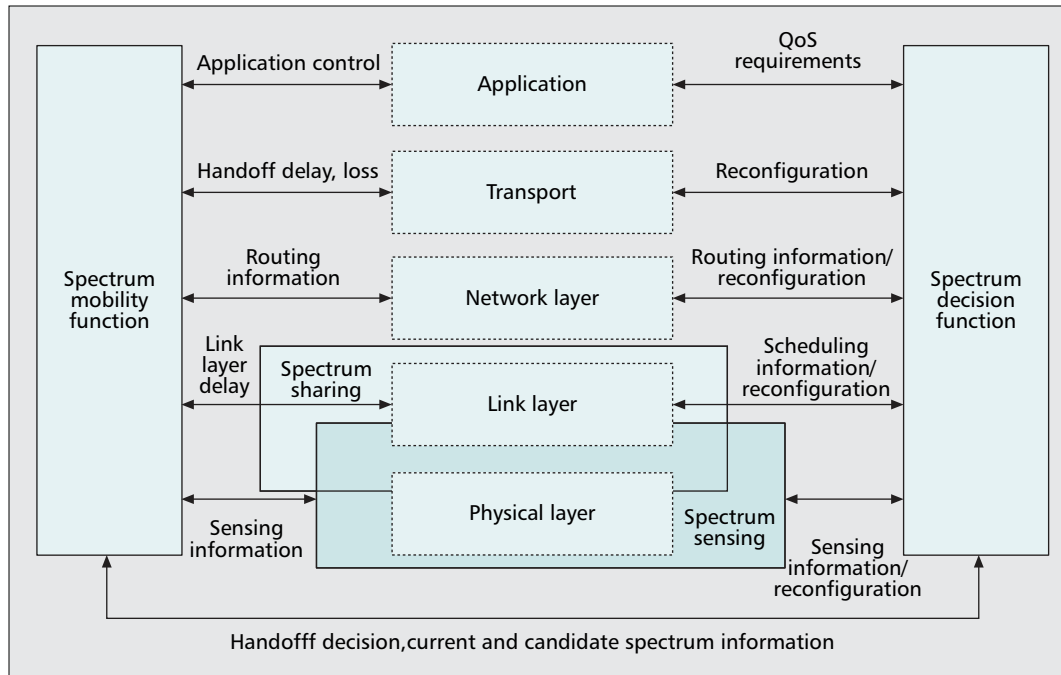 Application control
Application
QoS
requirements
Handoff delay, loss
Transport
Reconfiguration
Spectrum
mobility
function
Routing
information
Network layer
Routing information/
reconfiguration
Spectrum
decision
function
Link
layer
delay
Spectrum
sharing
Link layer
Scheduling
information/
reconfiguration
Sensing
information
Physical layer
Spectrum
sensing
Sensing
information/
reconfiguration
Handofff decision,current and candidate spectrum information